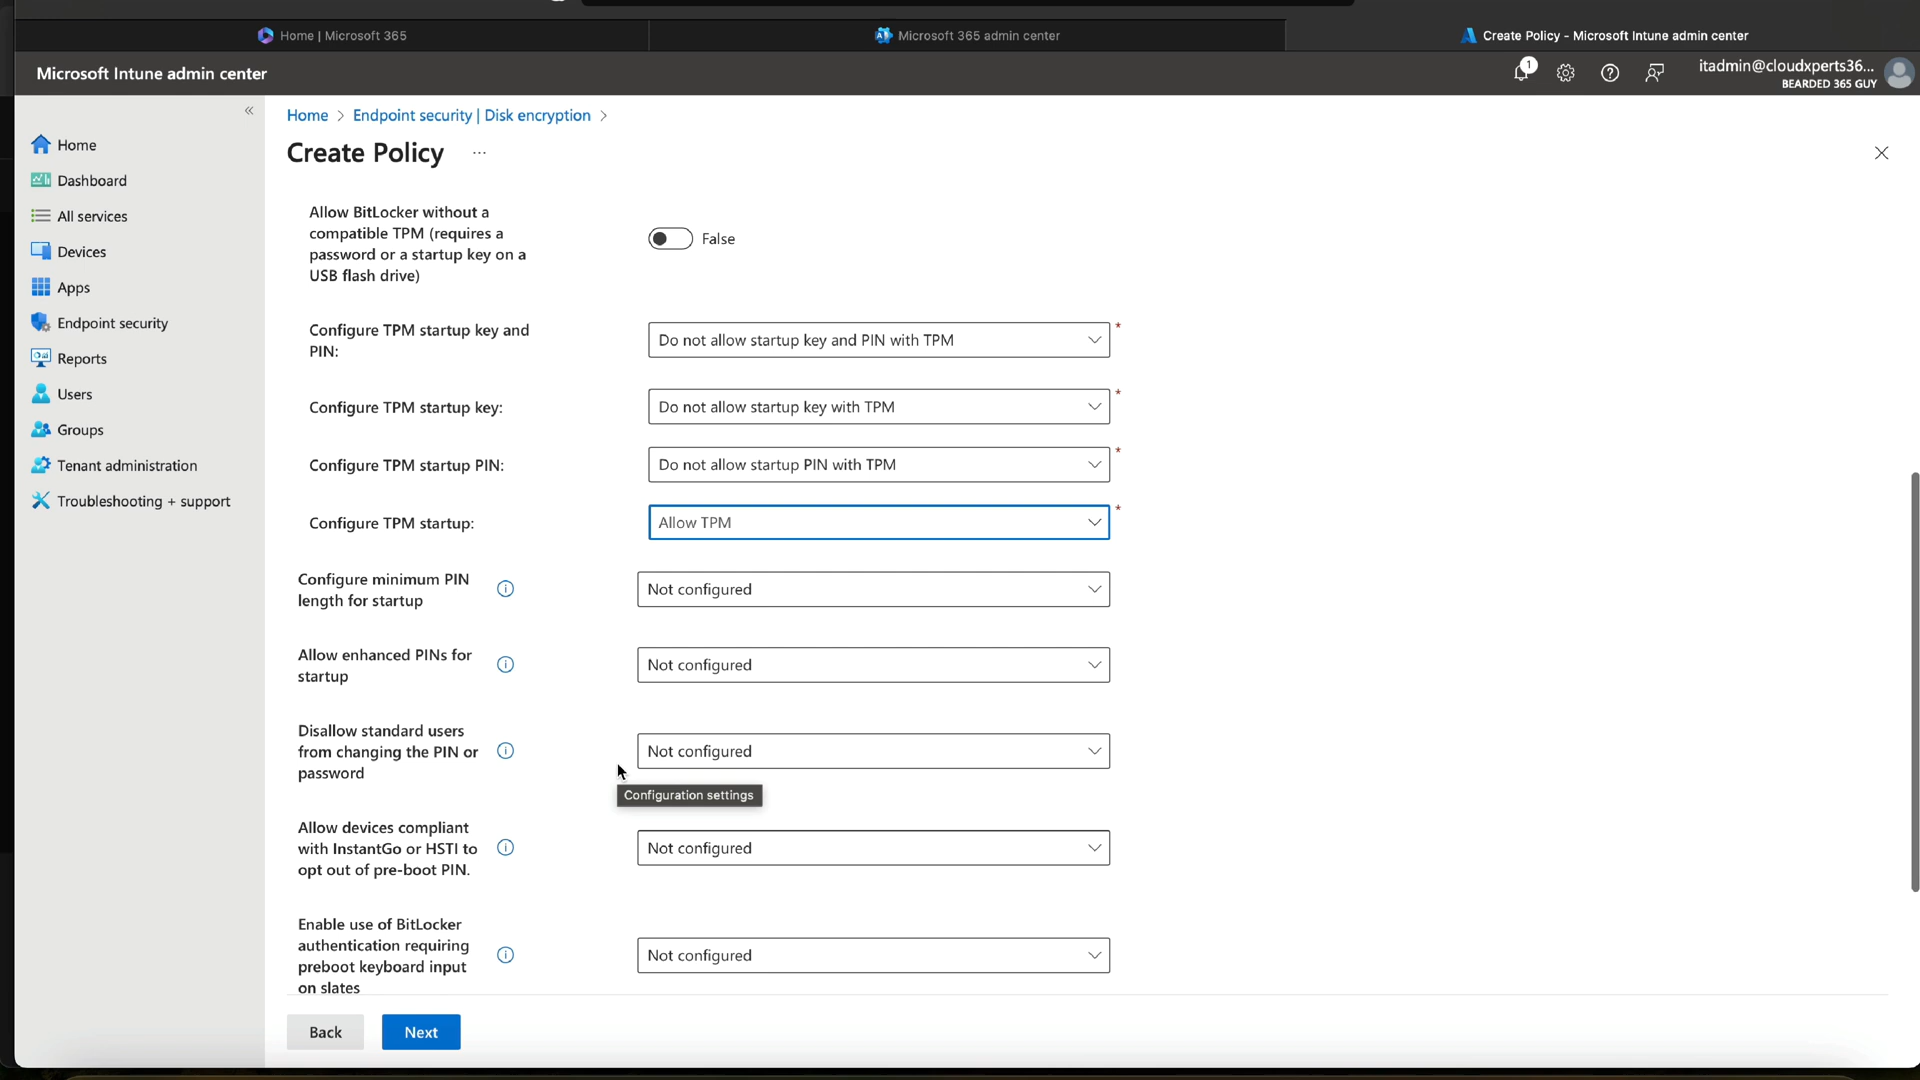 Home | Microsoft 365
Microsoft 365 admin center
Create Policy - Microsoft Intune admin center
Microsoft Intune admin center
1
itadmin@cloudxperts36...
BEARDED 365 GUY
«
Home
Dashboard
All services
Devices
Apps
Endpoint security
Reports
Users
Groups
Tenant administration
Troubleshooting + support
Home > Endpoint security | Disk encryption >
Create Policy ...
Allow BitLocker without a
compatible TPM (requires a
password or a startup key on a
USB flash drive)
False
Configure TPM startup key and
PIN:
Do not allow startup key and PIN with TPM *
Configure TPM startup key:
Do not allow startup key with TPM *
Configure TPM startup PIN:
Do not allow startup PIN with TPM *
Configure TPM startup:
Allow TPM *
Configure minimum PIN
length for startup
Not configured
Allow enhanced PINs for
startup
Not configured
Disallow standard users
from changing the PIN or
password
Not configured
Configuration settings
Allow devices compliant
with InstantGo or HSTI to
opt out of pre-boot PIN.
Not configured
Enable use of BitLocker
authentication requiring
preboot keyboard input
on slates
Not configured
Back
Next